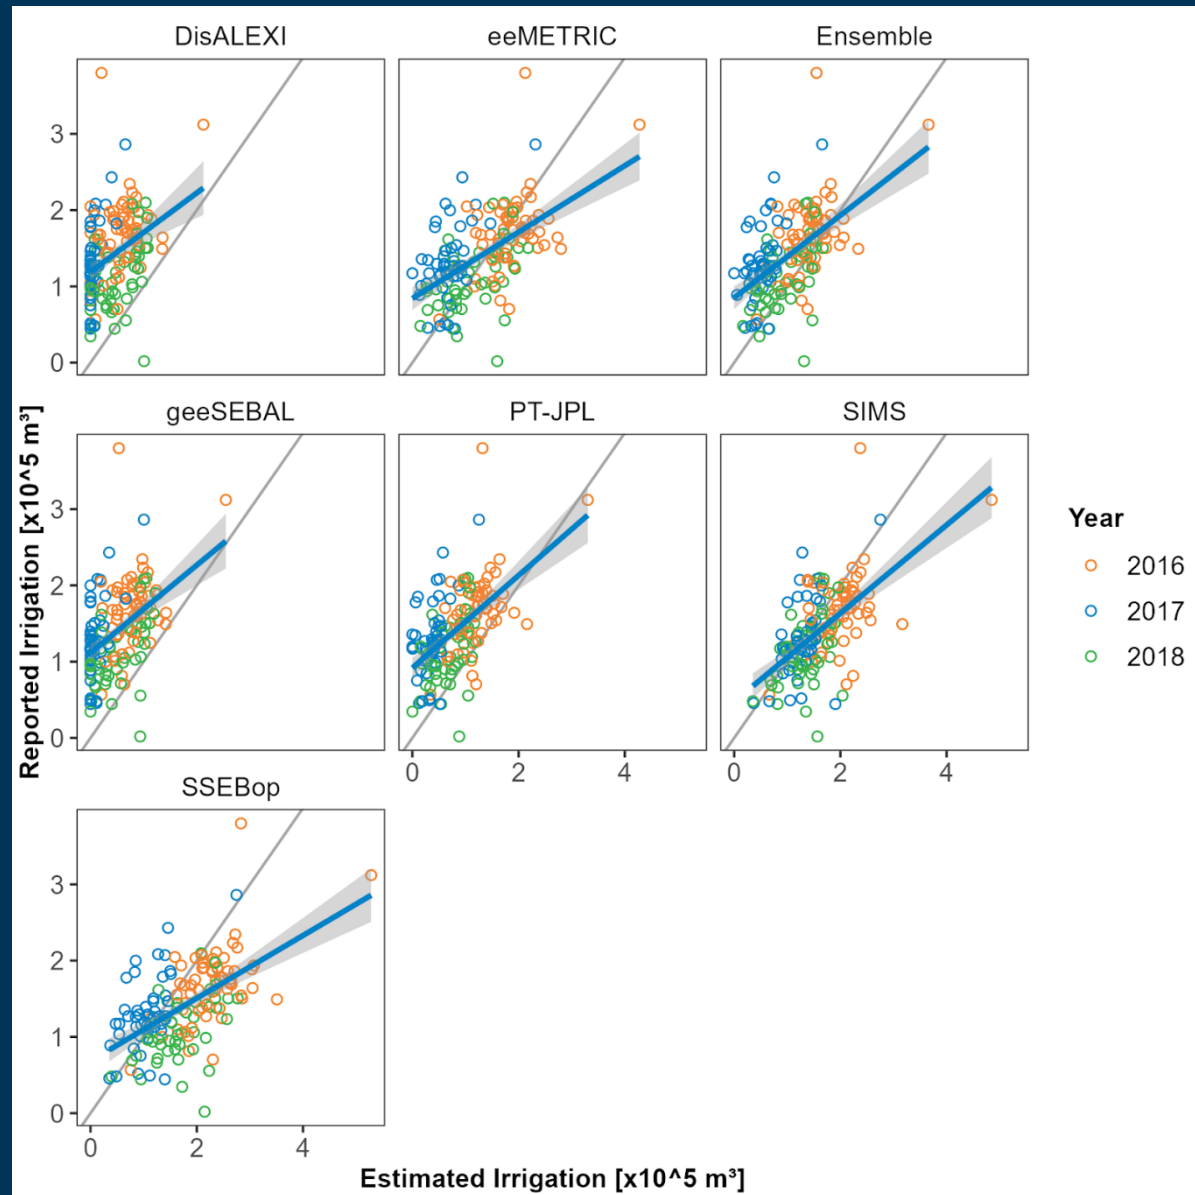 DisALEXI eeMETRIC Ensemble
3
2
1
0
geeSEBAL PT-JPL SIMS
3
2
1
0
0 2 4 0 2 4
SSEBop
3
2
1
0
0 2 4
Reported Irrigation [x10^5 m³]
Estimated Irrigation [x10^5 m³]
Year
2016
2017
2018